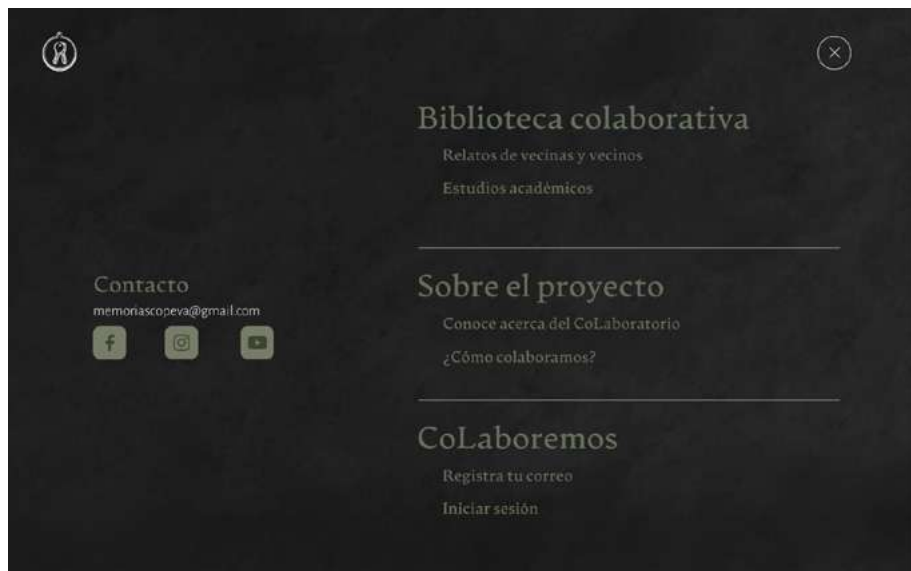 Biblioteca colaborativa
Relatos de vecinas y vecinos
Estudios académicos
Contacto
memoriascopeva@gmail.com
Sobre el proyecto
Conoce acerca del CoLaboratorio
¿Cómo colaboramos?
CoLaboremos
Registra tu correo
Iniciar sesión